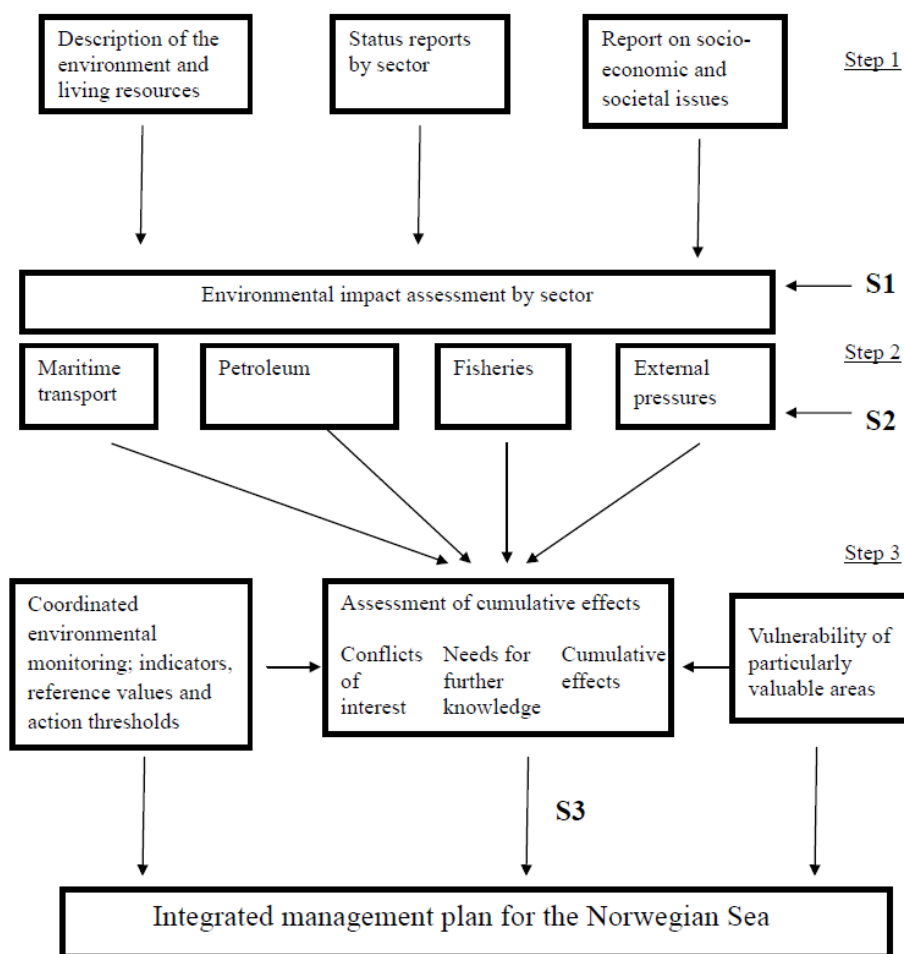 Description of the
environment and
living resources
Status reports
by sector
Report on socio-
economic and
societal issues
Step 1
Environmental impact assessment by sector
S1
Step 2
Maritime
transport
Petroleum
Fisheries
External
pressures
S2
Step 3
Coordinated
environmental
monitoring; indicators,
reference values and
action thresholds
Assessment of cumulative effects
Conflicts
of
interest
Needs for
further
knowledge
Cumulative
effects
Vulnerability of
particularly
valuable areas
S3
Integrated management plan for the Norwegian Sea